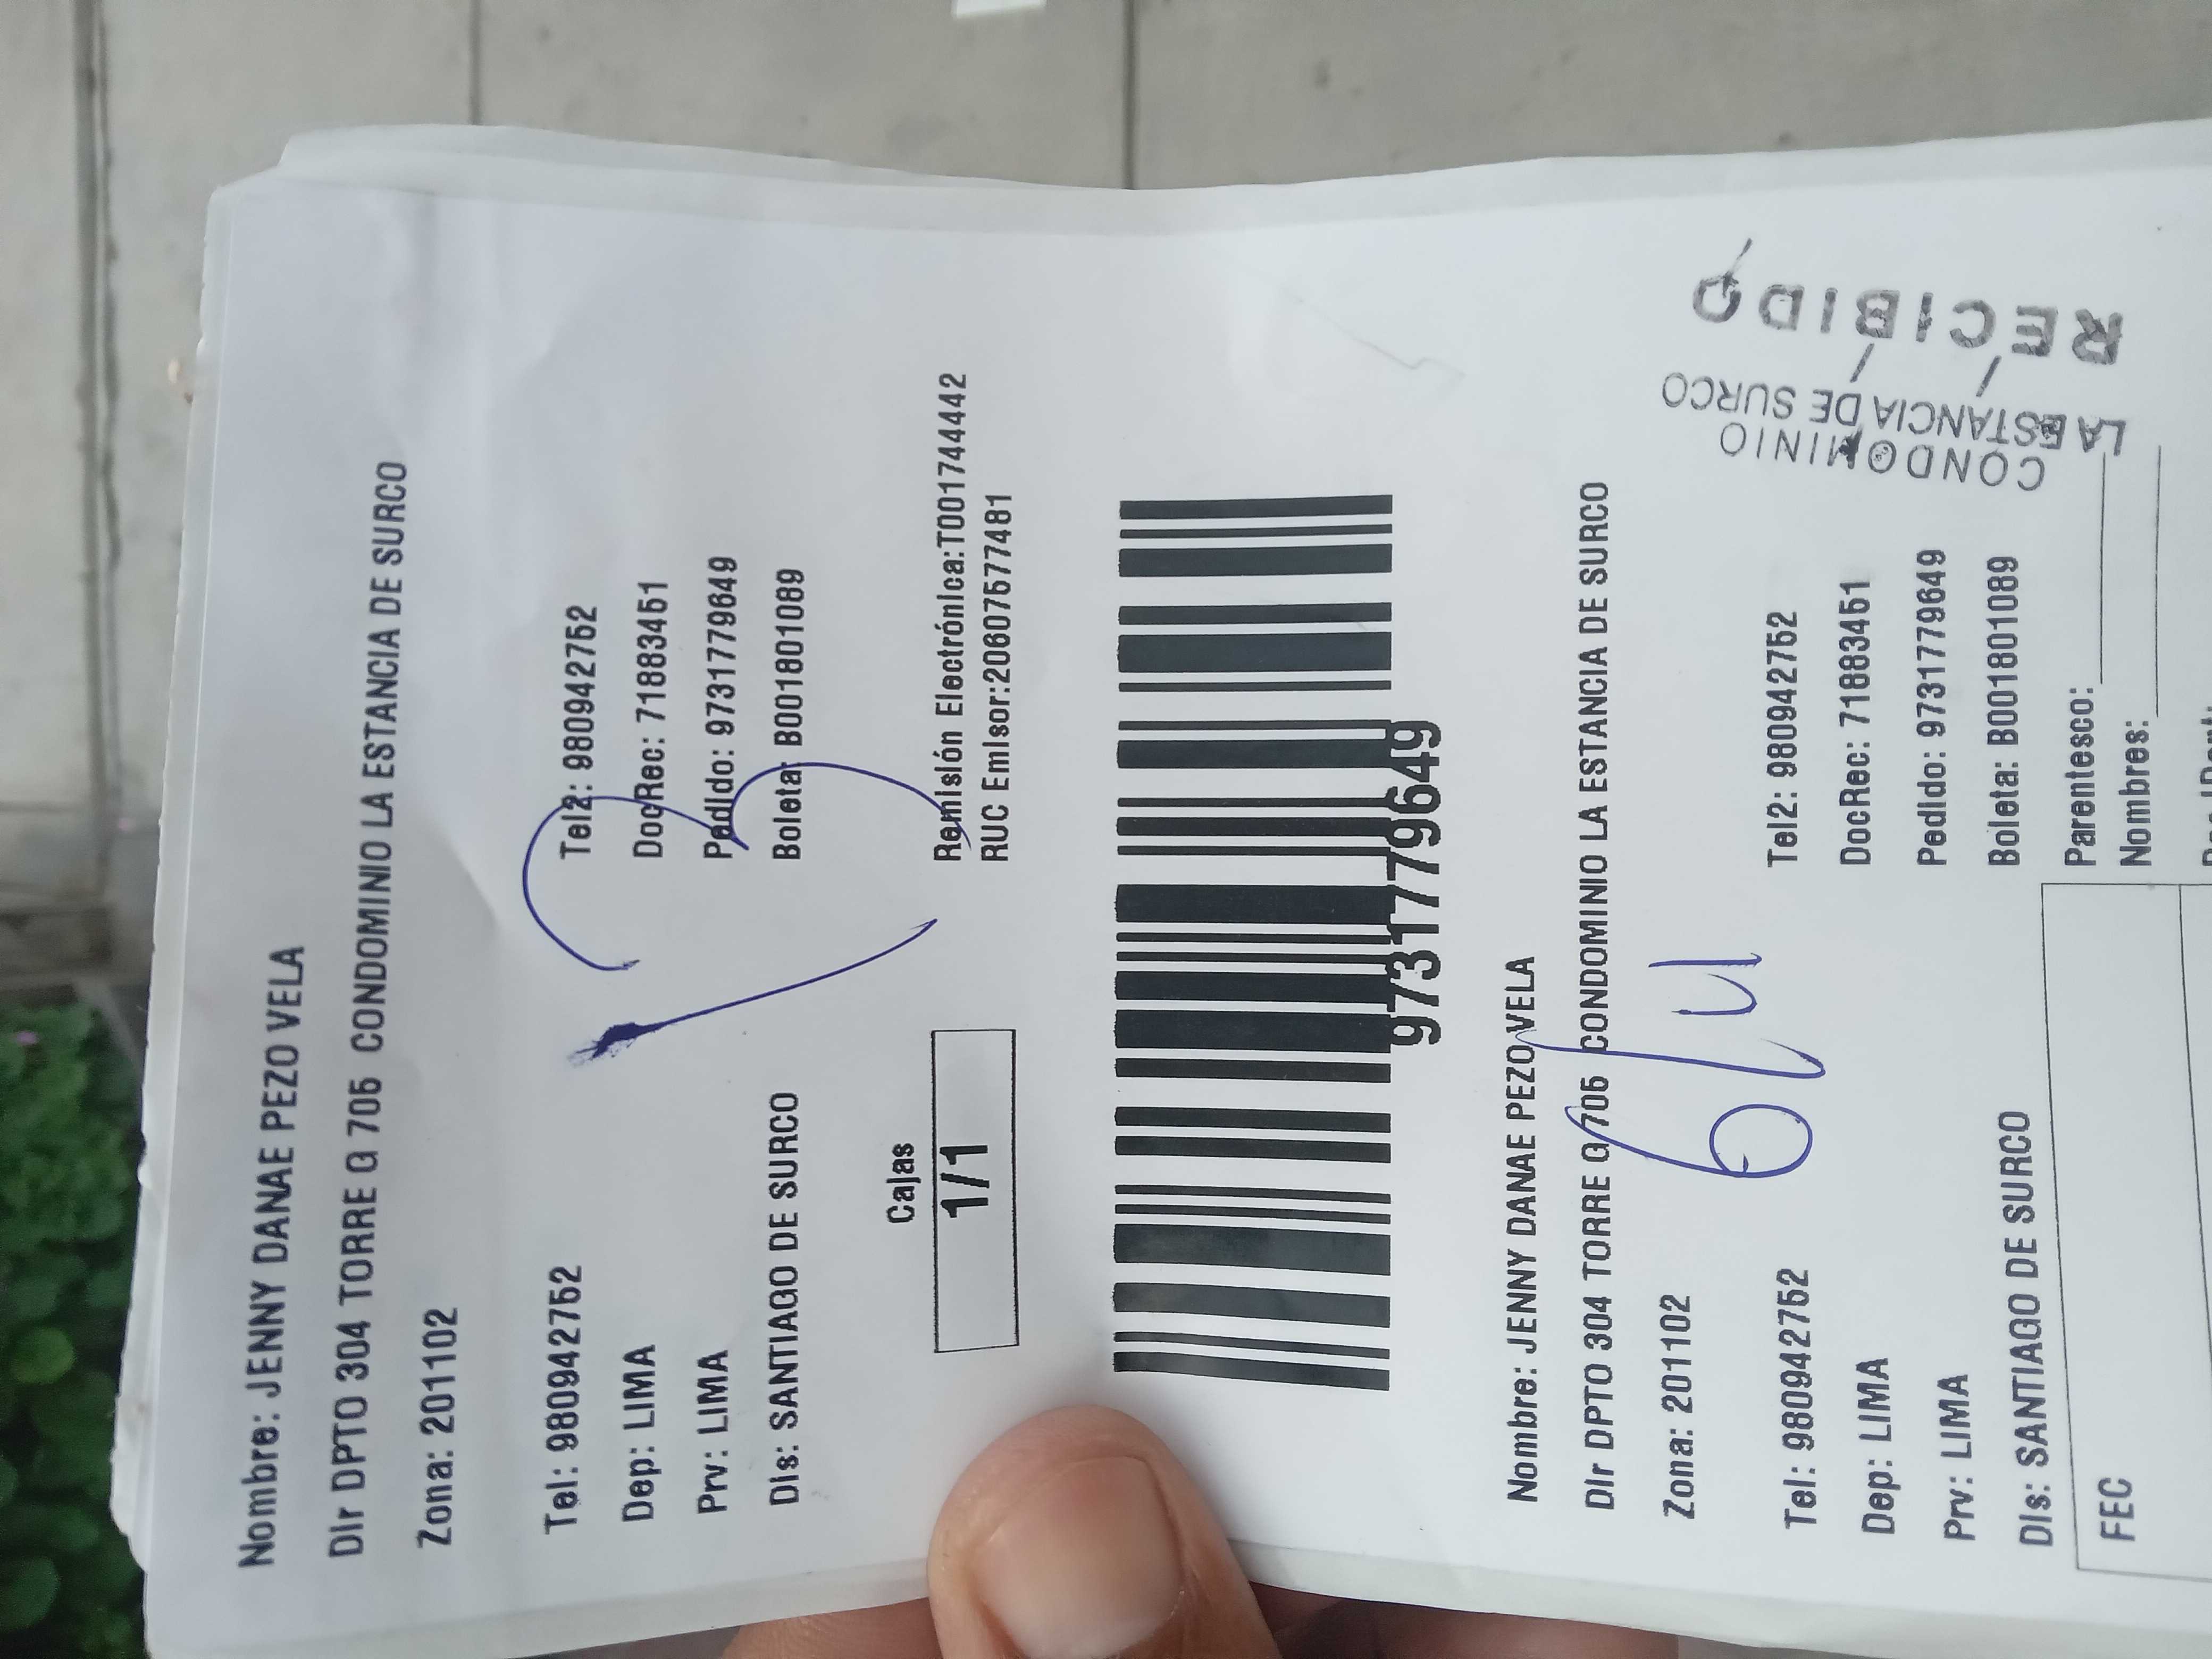 Nombre: JENNY DANAE PEZO VELA
Dir DPTO 304 TORRE G 705 CONDOMINIO LA ESTANCIA DE SURCO
Zona: 201102
Tel: 980942752 Tel2: 980942752
Dep: LIMA DocRec: 71883451
Prv: LIMA Pedido: 97317779649
Dis: SANTIAGO DE SURCO Boleta: B001801089
Cajas
1/1
Remisión Electrónica:T001744442
RUC Emisor:20607577481
97317779649
Nombre: JENNY DANAE PEZO VELA
Dir DPTO 304 TORRE G 705 CONDOMINIO LA ESTANCIA DE SURCO
Zona: 201102
Tel: 980942752 Tel2: 980942752
Dep: LIMA DocRec: 71883451
Prv: LIMA Pedido: 97317779649
Dis: SANTIAGO DE SURCO Boleta: B001801089
CONDOMINIO
LA ESTANCIA DE SURCO
RECIBIDO
Parentesco:
FEC Nombres: